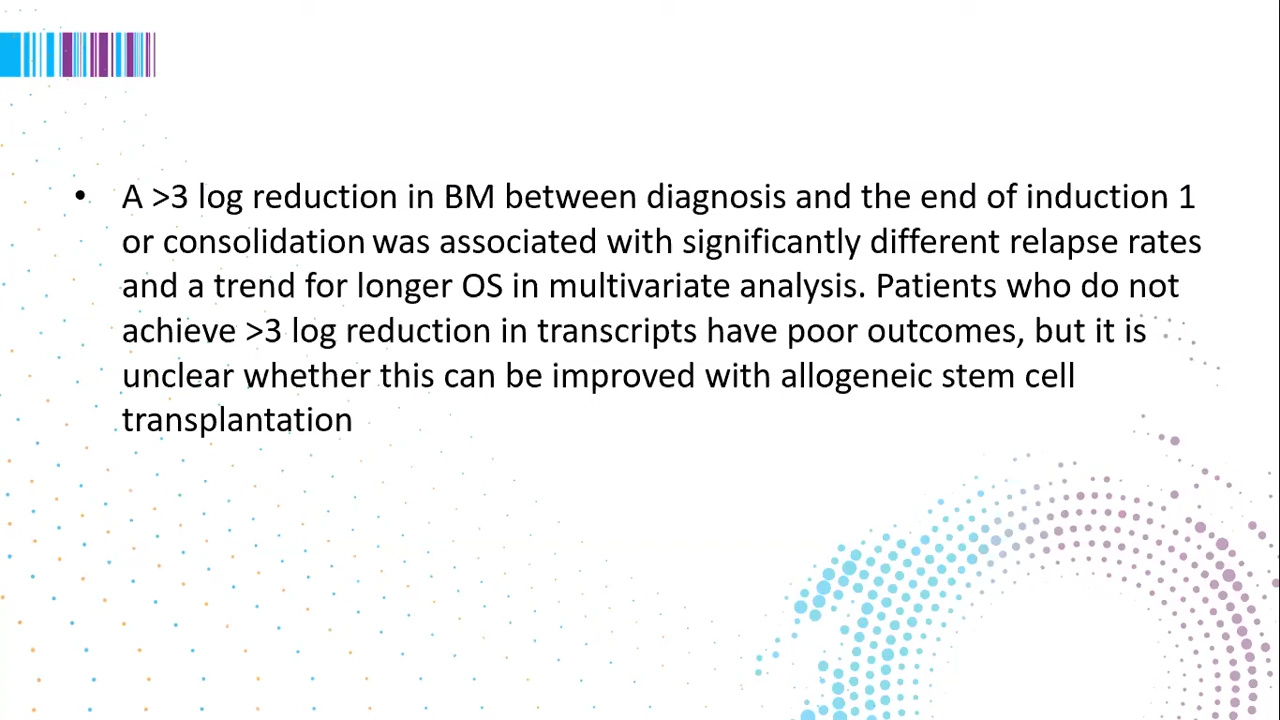 • A >3 log reduction in BM between diagnosis and the end of induction 1
or consolidation was associated with significantly different relapse rates
and a trend for longer OS in multivariate analysis. Patients who do not
achieve >3 log reduction in transcripts have poor outcomes, but it is
unclear whether this can be improved with allogeneic stem cell
transplantation